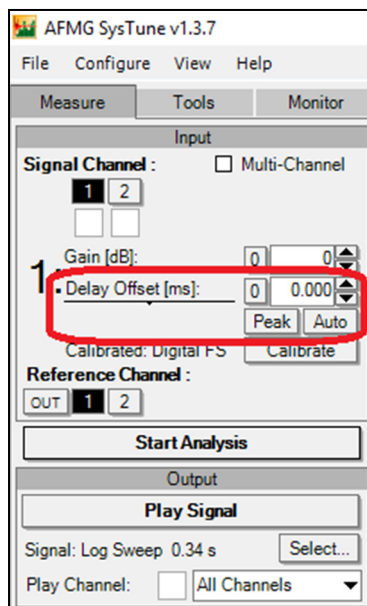 AFMG SysTune v1.3.7
File Configure View Help
Measure Tools Monitor
Input
Signal Channel : Multi-Channel
1 2
Gain [dB]: 0 0
1.
Delay Offset [ms]: 0 0.000
Peak Auto
Calibrated: Digital FS Calibrate
Reference Channel :
OUT 1 2
Start Analysis
Output
Play Signal
Signal: Log Sweep 0.34 s Select...
Play Channel: All Channels